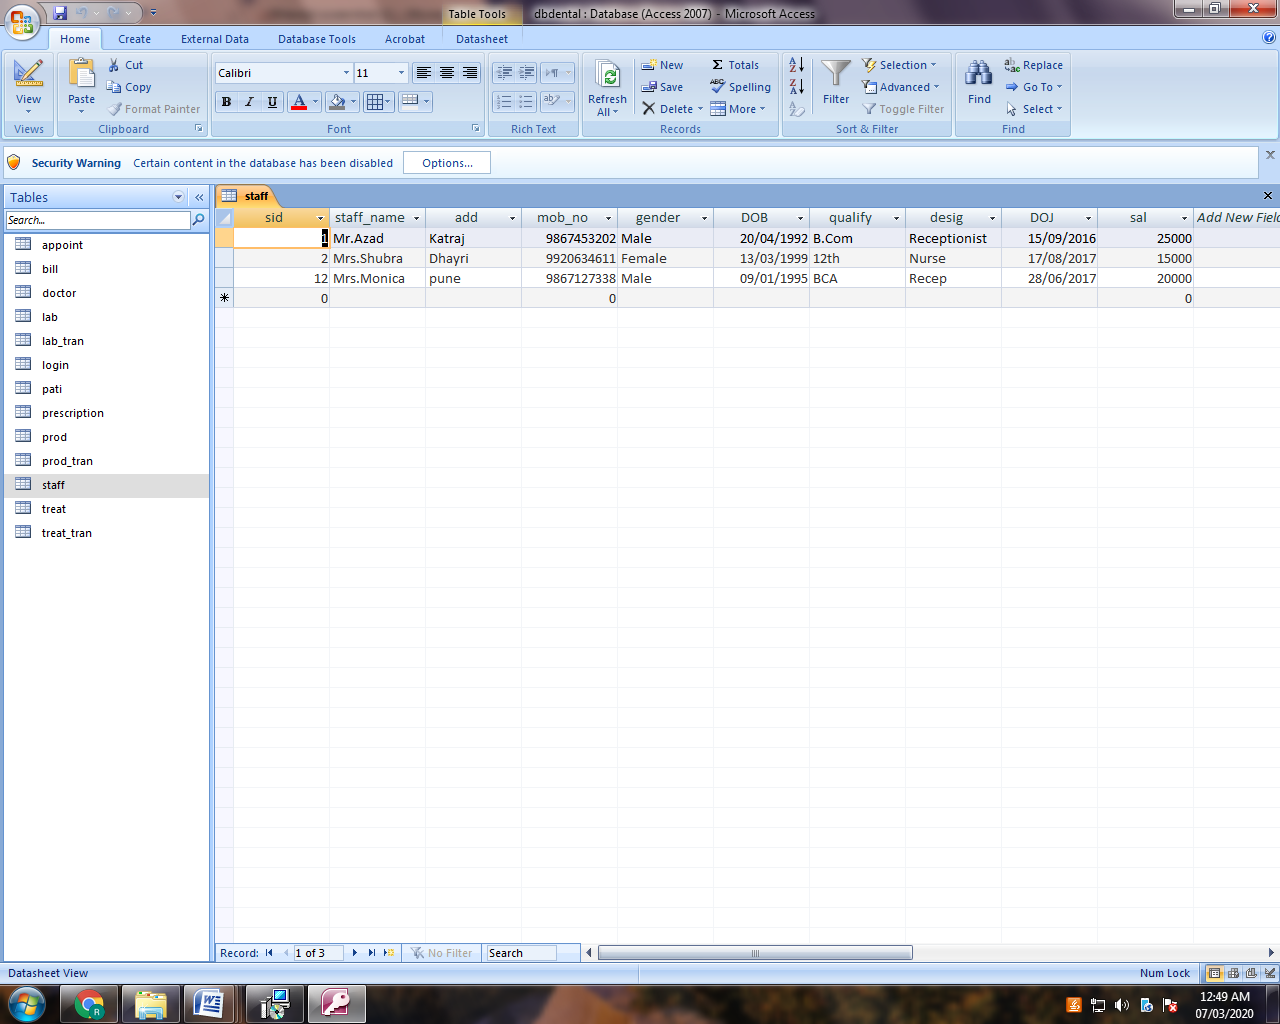 Table Tools dbdental : Database (Access 2007) - Microsoft Access
Home Create External Data Database Tools Acrobat Datasheet
View
Views
Paste
Cut
Copy
Format Painter
Clipboard
Calibri 11
B I U A
Font
Rich Text
Refresh
All
New
Save
Delete
Σ Totals
Spelling
More
Records
Filter
Selection
Advanced
Toggle Filter
Sort & Filter
Find
Replace
Go To
Select
Find
Security Warning Certain content in the database has been disabled Options...
Tables
Search...
appoint
bill
doctor
lab
lab_tran
login
pati
prescription
prod
prod_tran
staff
treat
treat_tran
staff
sid staff_name add mob_no gender DOB qualify desig DOJ sal Add New Field
1 Mr.Azad Katraj 9867453202 Male 20/04/1992 B.Com Receptionist 15/09/2016 25000
2 Mrs.Shubra Dhayri 9920634611 Female 13/03/1999 12th Nurse 17/08/2017 15000
12 Mrs.Monica pune 9867127338 Male 09/01/1995 BCA Recep 28/06/2017 20000
0 0 0
Record: 1 of 3 No Filter Search
Datasheet View Num Lock
12:49 AM
07/03/2020